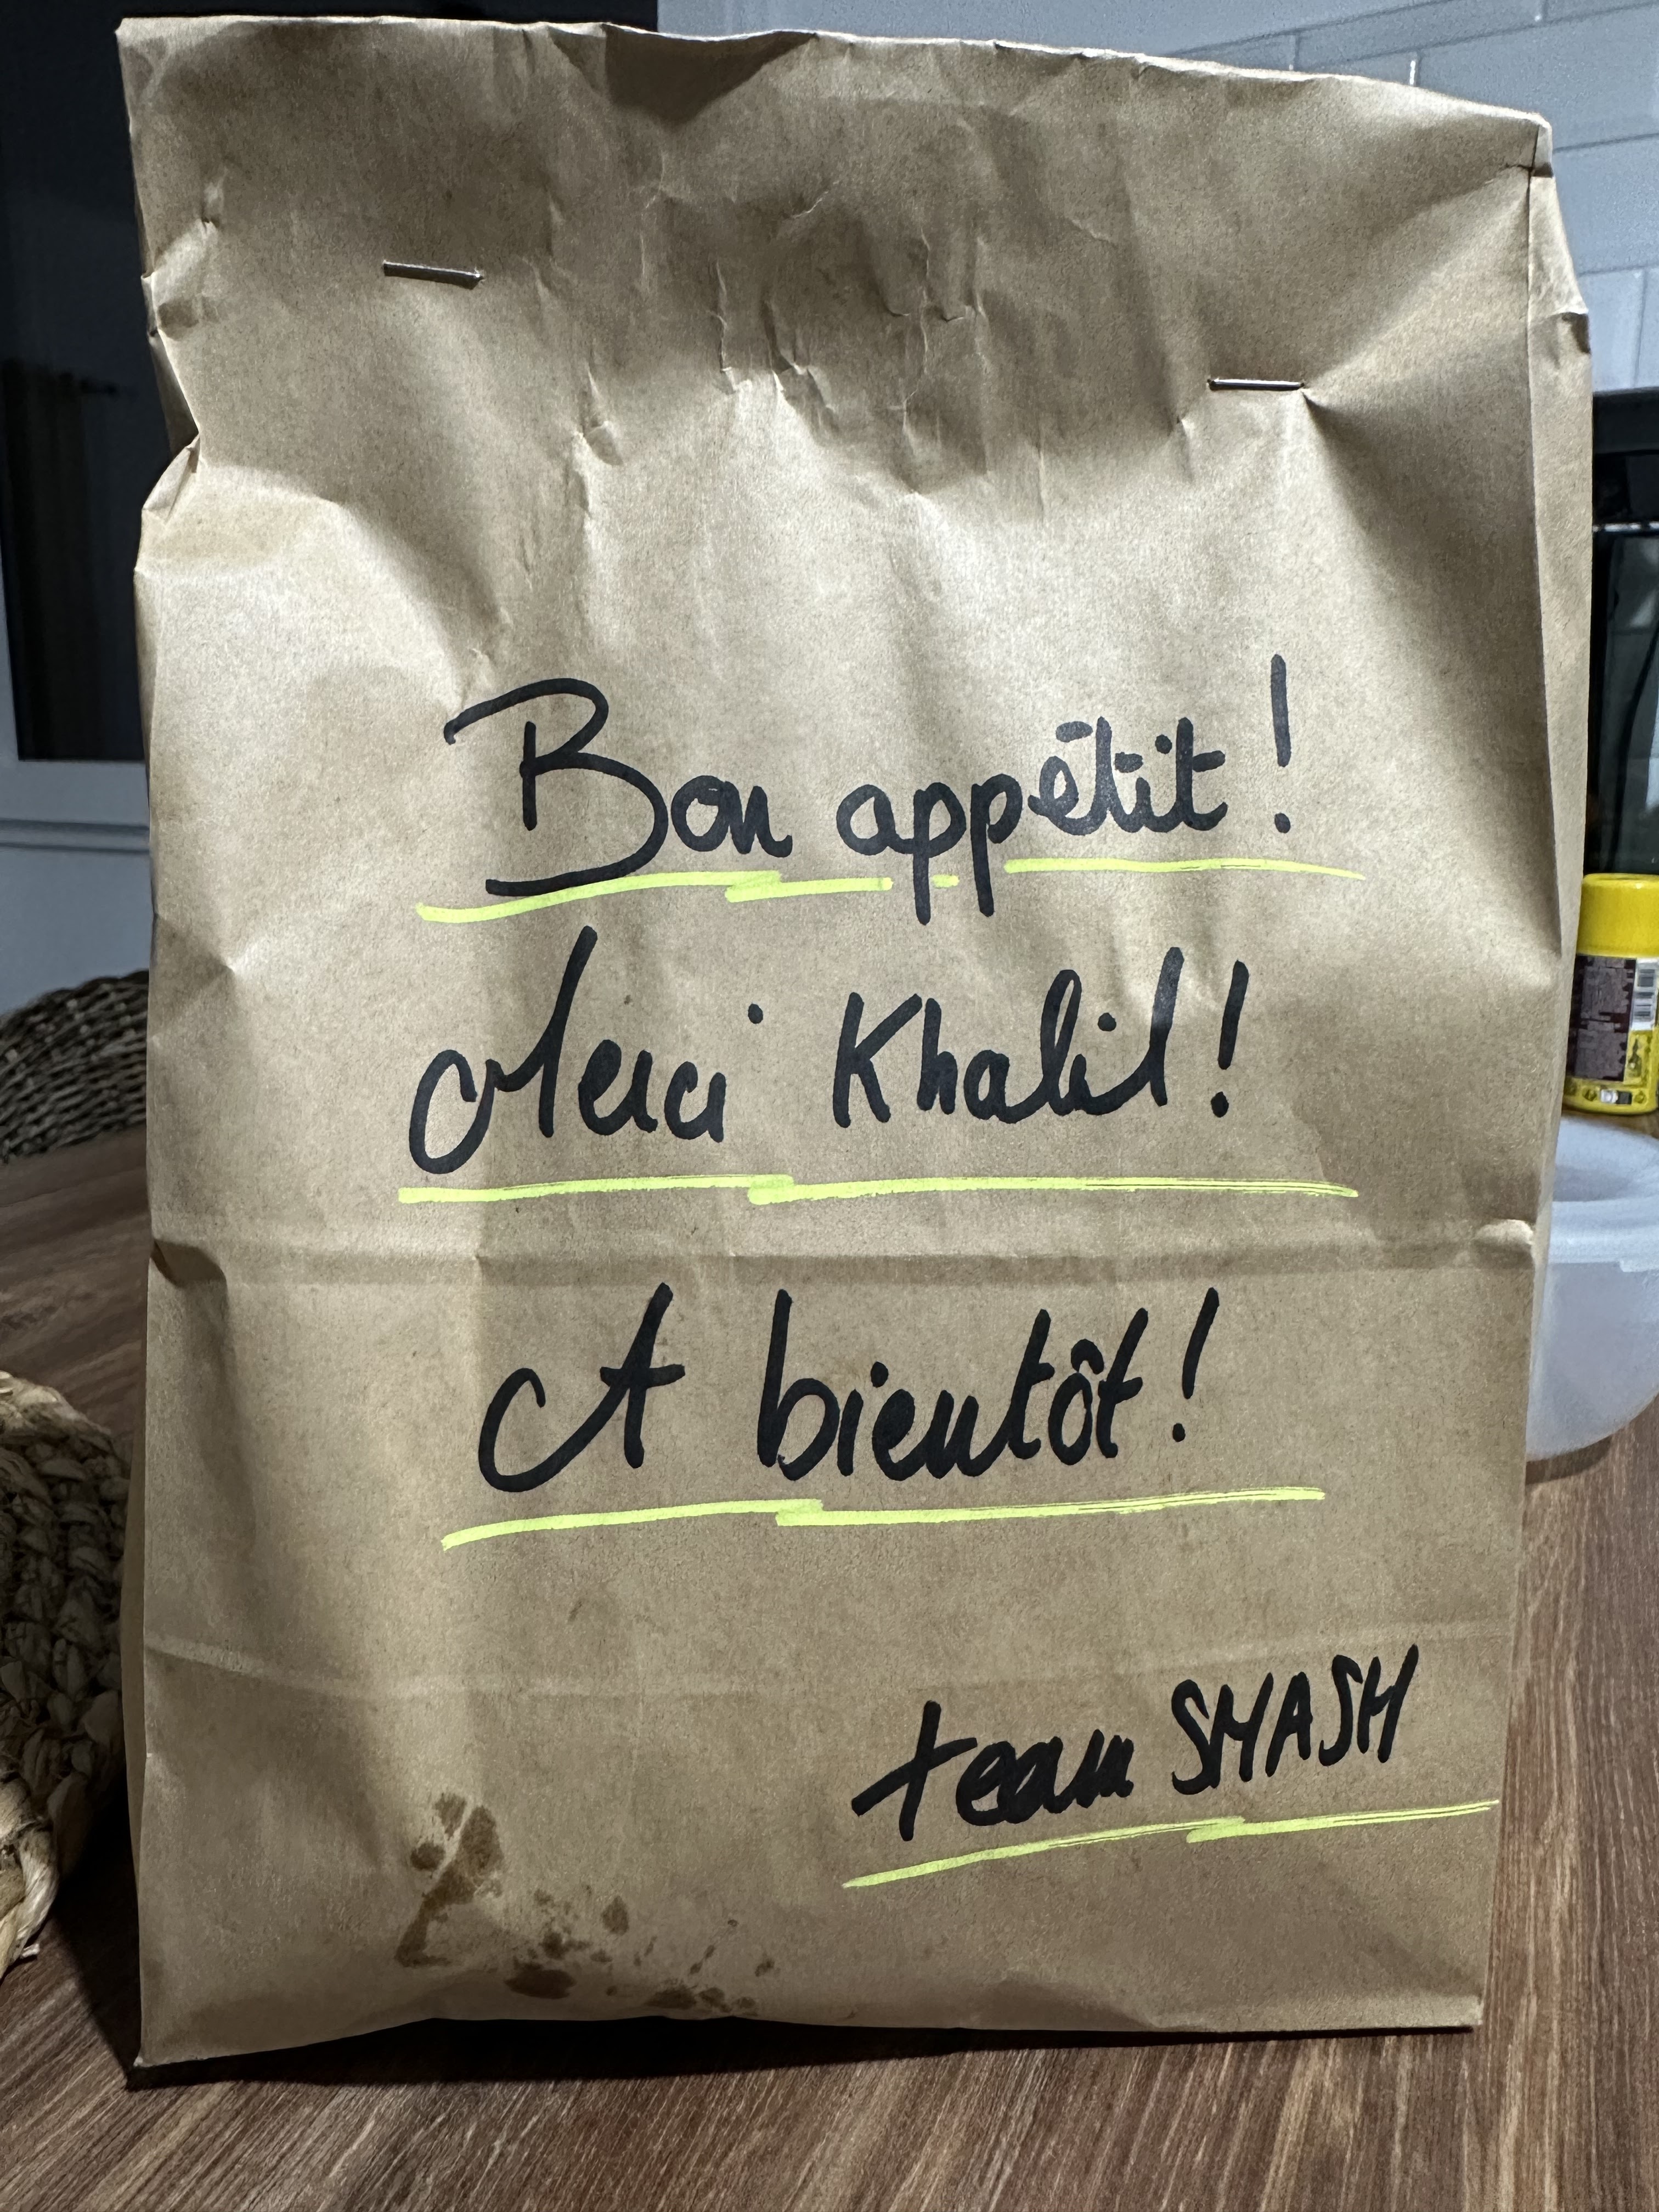 Bon appétit !
Merci Khalil !
A bientôt !
team SMASH